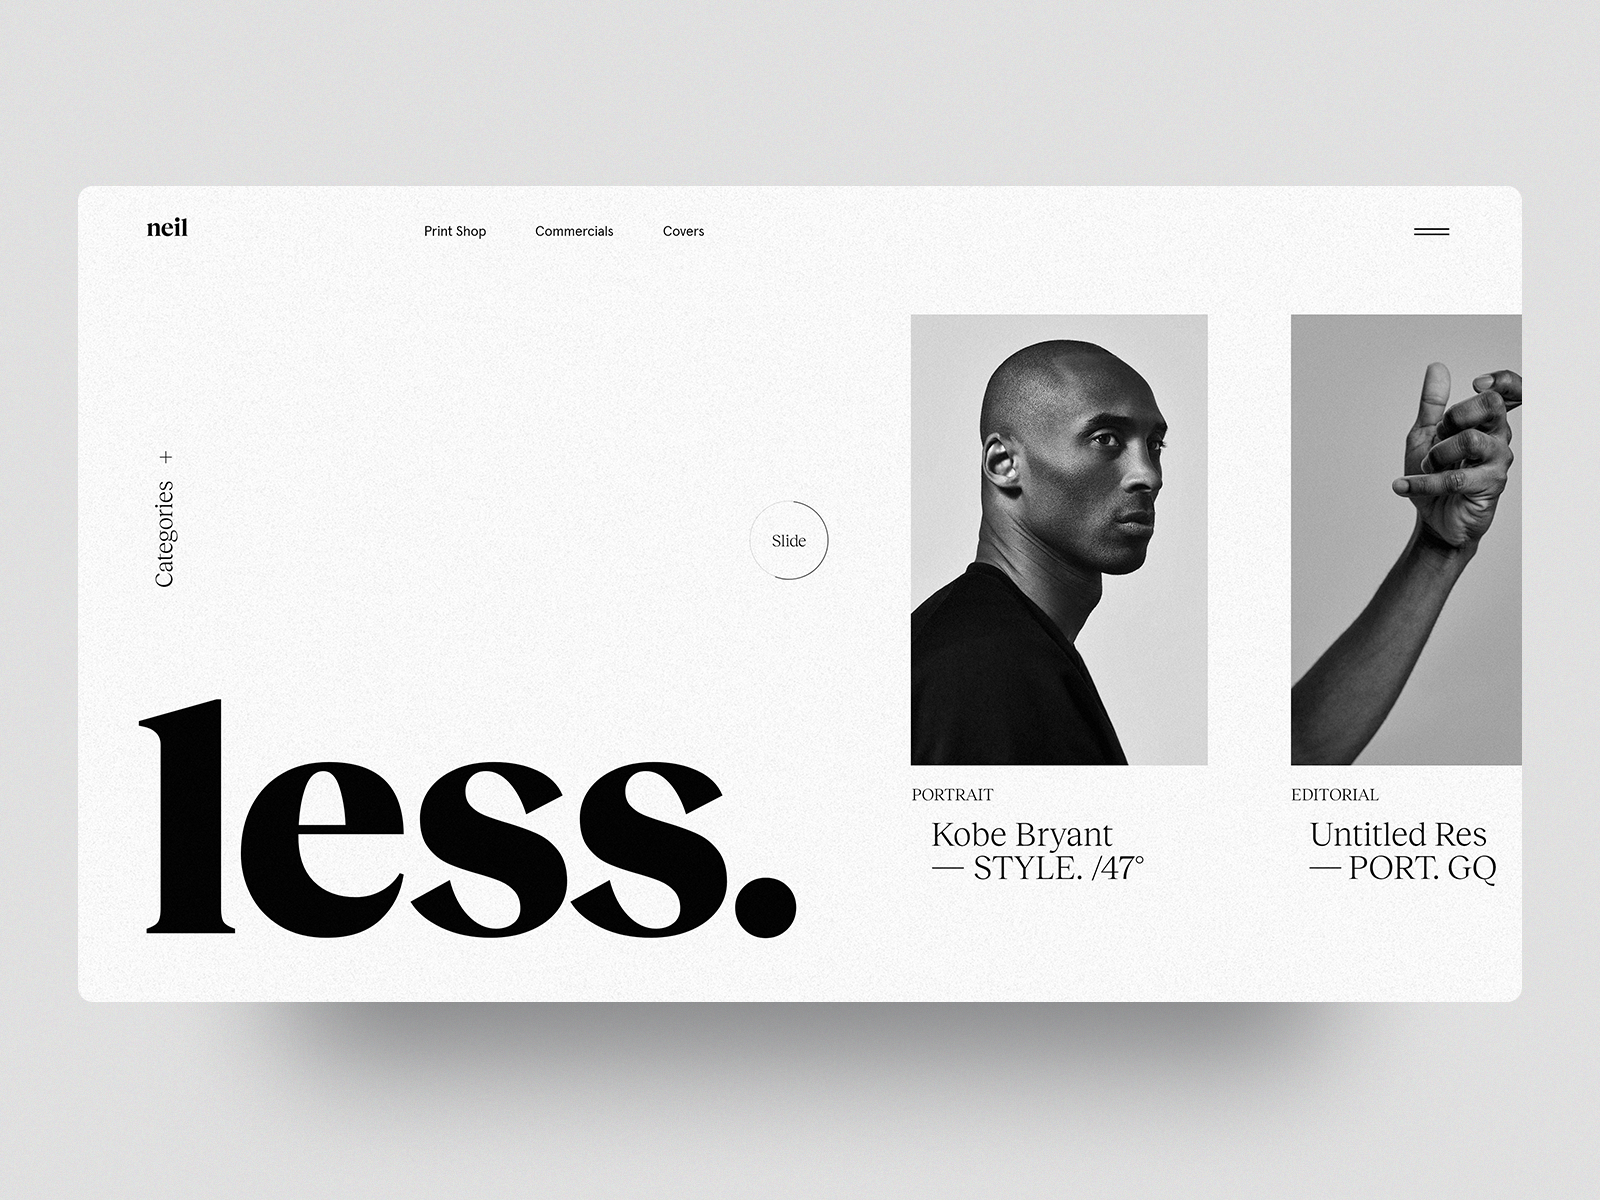 neil
Print Shop
Commercials
Covers
Categories +
Slide
less.
PORTRAIT
Kobe Bryant
— STYLE. /47°
EDITORIAL
Untitled Res
— PORT. GQ